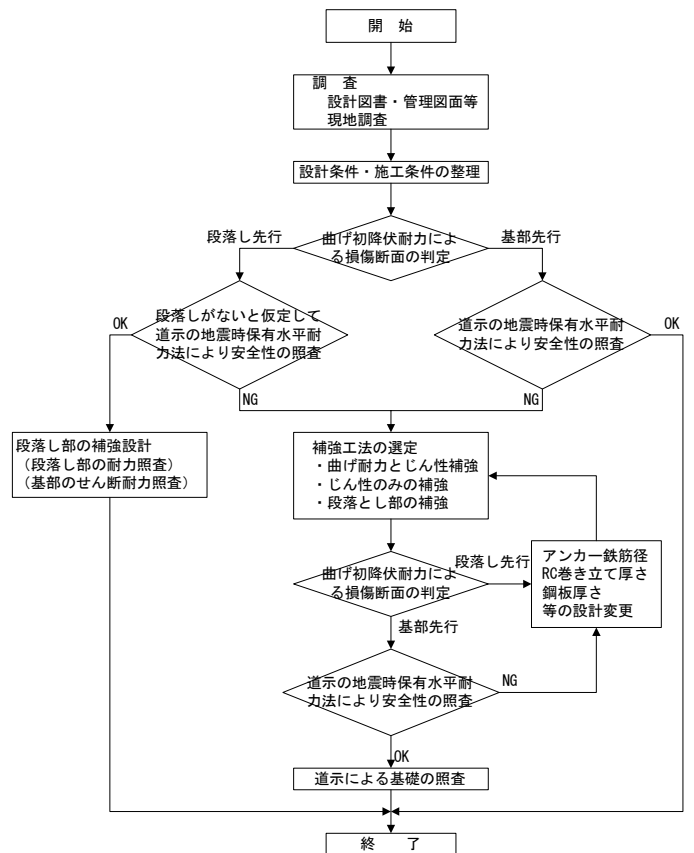 開　始
調　査
設計図書・管理図面等
現地調査
設計条件・施工条件の整理
曲げ初降伏耐力によ
る損傷断面の判定
段落し先行
基部先行
段落しがないと仮定して
道示の地震時保有水平耐
力法により安全性の照査
OK
NG
道示の地震時保有水平耐
力法により安全性の照査
OK
NG
段落し部の補強設計
（段落し部の耐力照査）
（基部のせん断耐力照査）
補強工法の選定
・曲げ耐力とじん性補強
・じん性のみの補強
・段落とし部の補強
曲げ初降伏耐力によ
る損傷断面の判定
段落し先行
アンカー鉄筋径
RC巻き立て厚さ
鋼板厚さ
等の設計変更
基部先行
道示の地震時保有水平耐
力法により安全性の照査
NG
OK
道示による基礎の照査
終　了